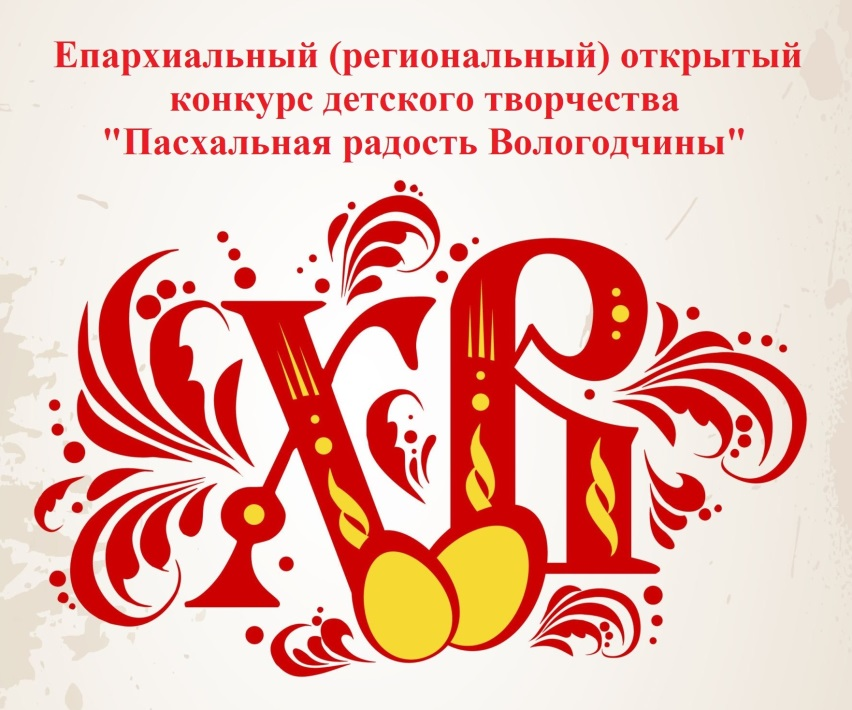 Епархиальный (региональный) открытый
конкурс детского творчества
"Пасхальная радость Вологодчины"
ХВ